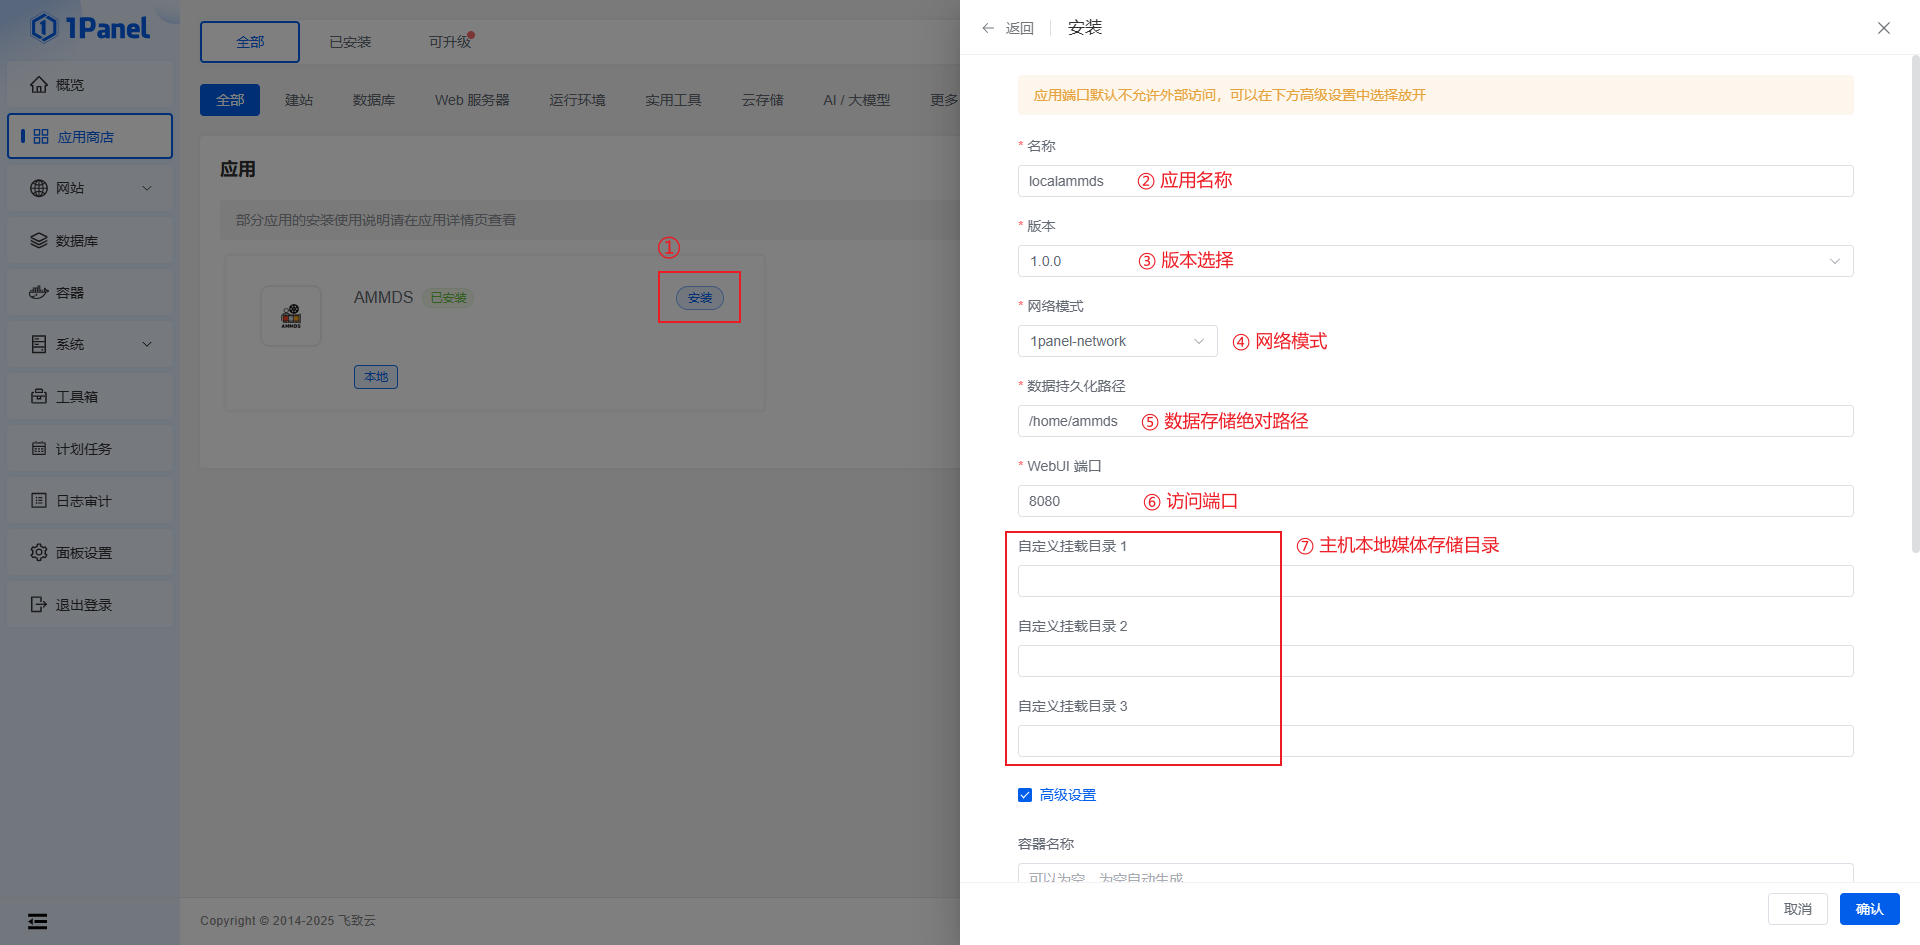 1Panel
概览
应用商店
网站
数据库
容器
系统
工具箱
计划任务
日志审计
面板设置
退出登录
全部 已安装 可升级
全部 建站 数据库 Web 服务器 运行环境 实用工具 云存储 AI / 大模型 更多
应用
部分应用的安装使用说明请在应用详情页查看
①
AMMDS
AMMDS 已安装 安装
本地
Copyright © 2014-2025 飞致云
返回 安装
应用端口默认不允许外部访问，可以在下方高级设置中选择放开
* 名称
localammds ② 应用名称
* 版本
1.0.0 ③ 版本选择
* 网络模式
1panel-network ④ 网络模式
* 数据持久化路径
/home/ammds ⑤ 数据存储绝对路径
* WebUI 端口
8080 ⑥ 访问端口
自定义挂载目录 1 ⑦ 主机本地媒体存储目录
自定义挂载目录 2
自定义挂载目录 3
高级设置
容器名称
可以为空，为空自动生成
取消 确认